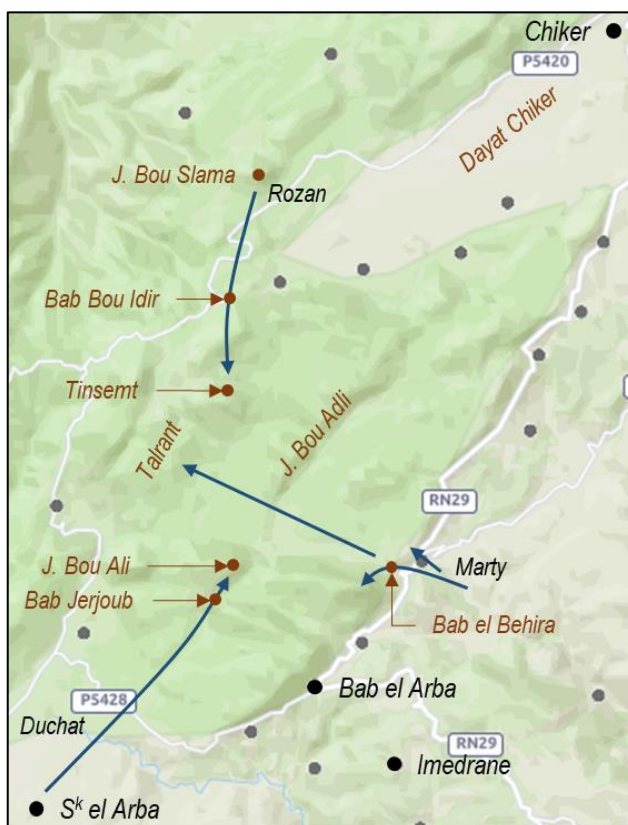 Chiker
P5420
Dayat Chiker
J. Bou Slama
Rozan
Bab Bou Idir
Tinsemt
Talrant
J. Bou Adli
RN29
J. Bou Ali
Marty
Bab Jerjoub
Bab el Behira
Bab el Arba
P5428
Duchat
RN29
Imedrane
Sᵏ el Arba